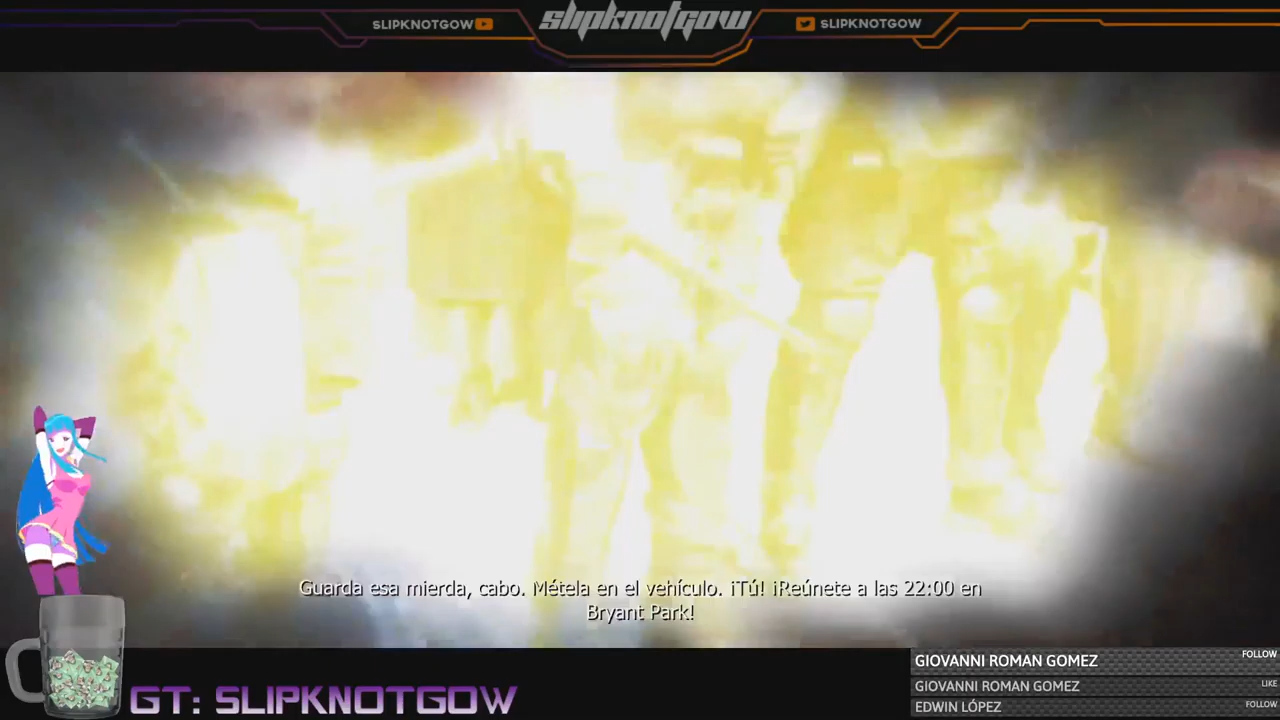 SLIPKNOTGOW
slipknotgow
SLIPKNOTGOW
Guarda esa mierda, cabo. Métela en el vehículo. ¡Tú! ¡Reúnete a las 22:00 en
Bryant Park!
GT: SLIPKNOTGOW
GIOVANNI ROMAN GOMEZ FOLLOW
GIOVANNI ROMAN GOMEZ LIKE
EDWIN LÓPEZ FOLLOW